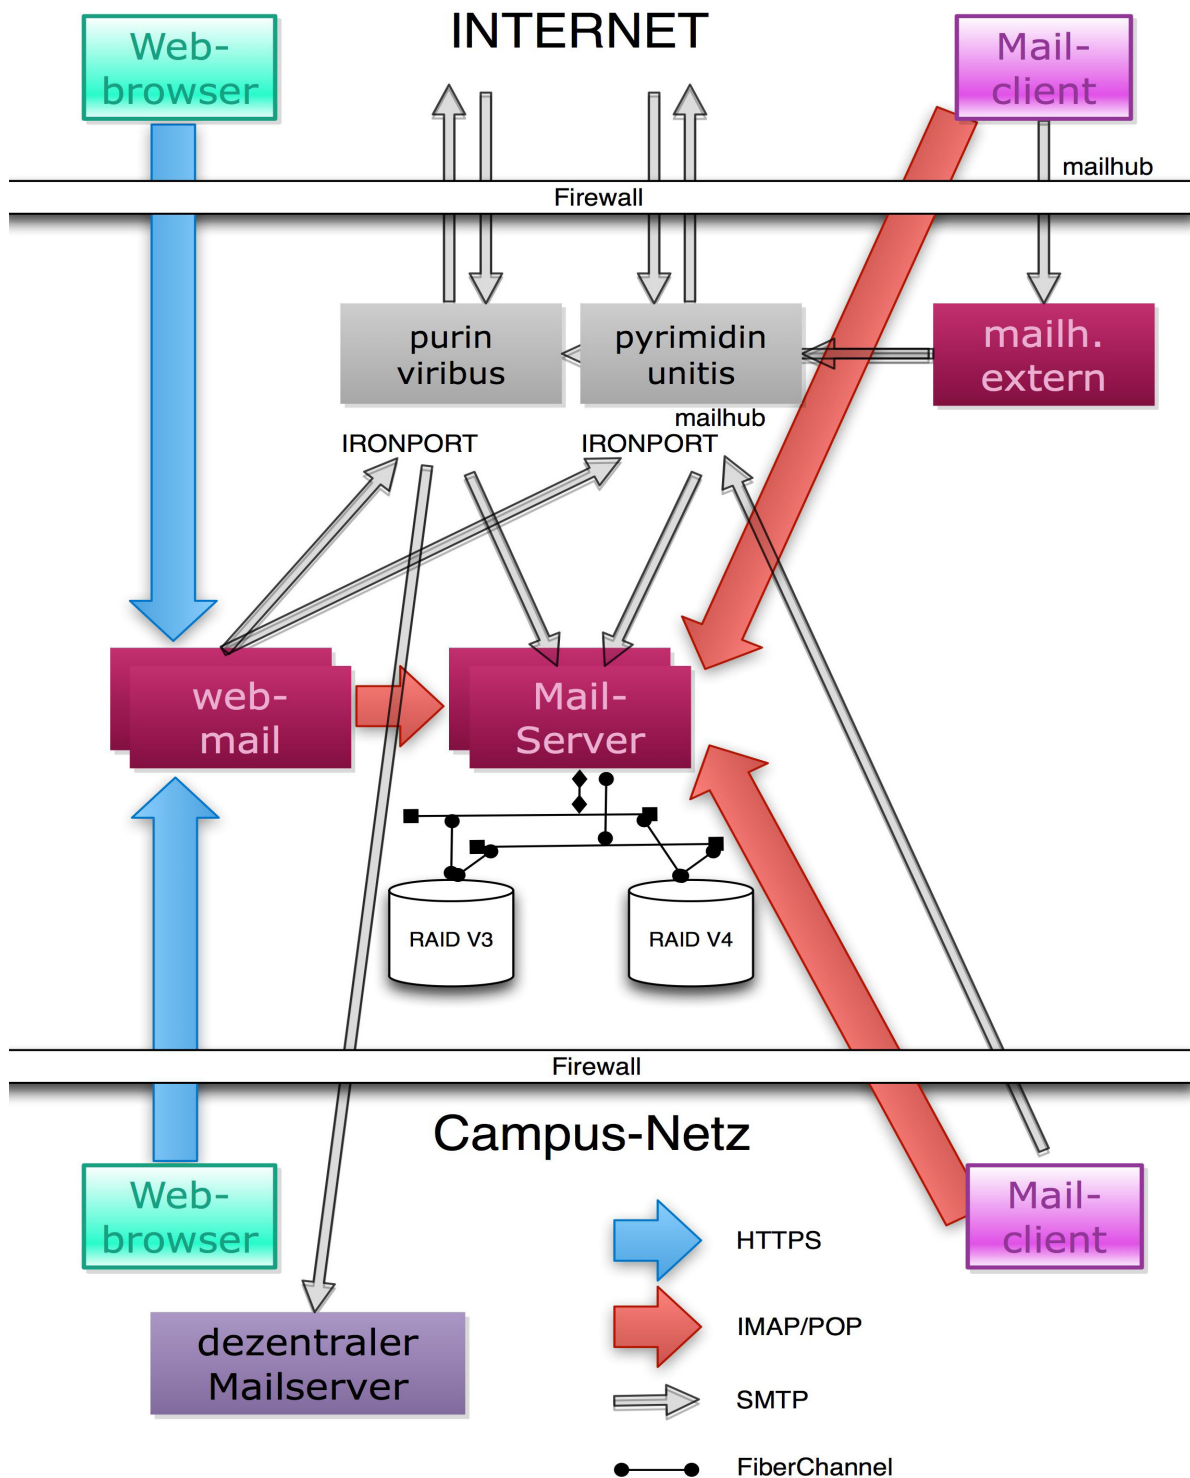 INTERNET
Web-
browser
Mail-
client
mailhub
Firewall
purin
viribus
pyrimidin
unitis
mailh.
extern
mailhub
IRONPORT
IRONPORT
web-
mail
Mail-
Server
RAID V3
RAID V4
Firewall
Campus-Netz
Web-
browser
Mail-
client
HTTPS
IMAP/POP
dezentraler
Mailserver
SMTP
FiberChannel